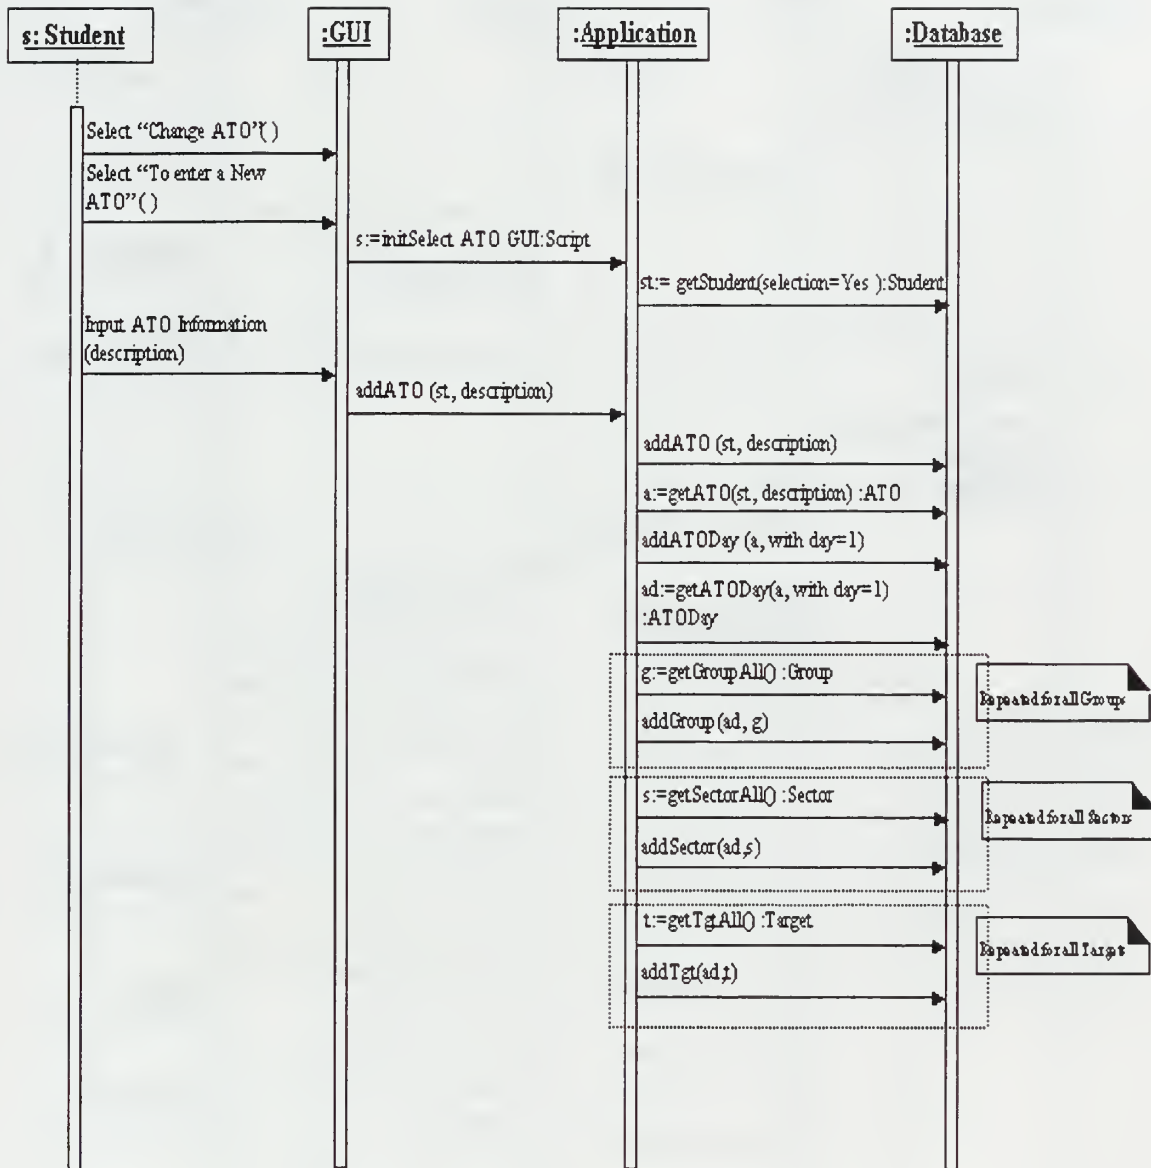 s: Student
:GUI
:Application
:Database
Select “Change ATO”( )
Select “To enter a New
ATO”( )
s:=initSelect ATO GUI:Script
st:= getStudent(selection=Yes ):Student
Input ATO Information
(description)
addATO (st, description)
addATO (st, description)
a:=getATO(st, description) :ATO
addATODay (a, with day=1)
ad:=getATODay(a, with day=1)
:ATODay
g:=getGroupAll() :Group
Repeated for all Groups
addGroup(ad, g)
s:=getSectorAll() :Sector
Repeated for all Sectors
addSector(ad,s)
t:=getTgtAll() :Target
Repeated for all Targets
addTgt(ad,t)